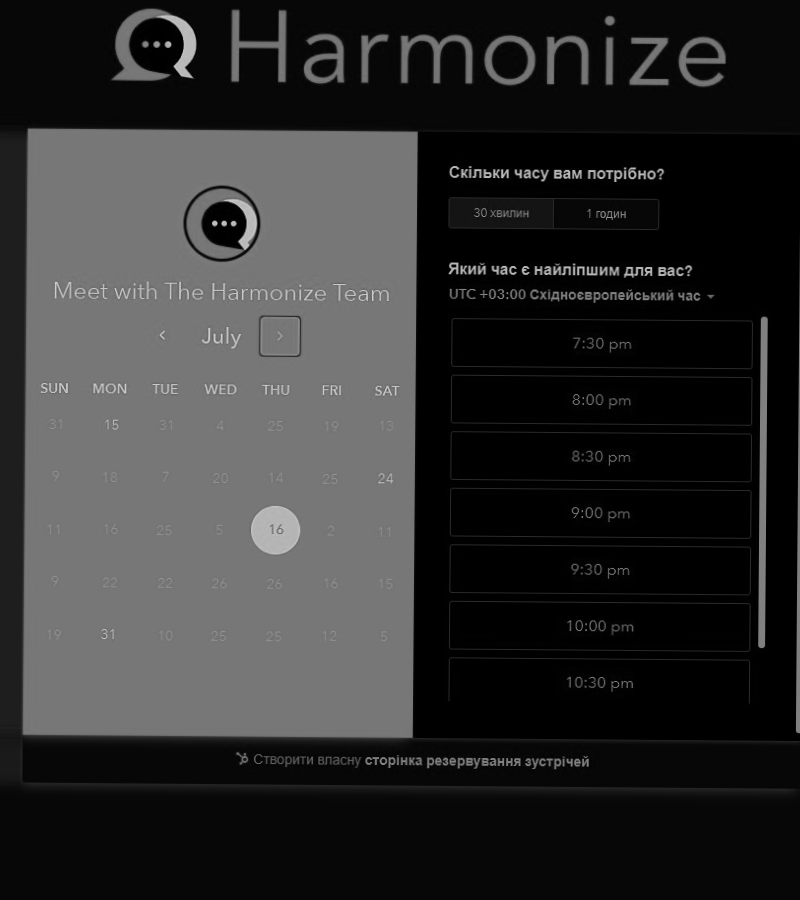 Harmonize
Meet with The Harmonize Team
July
SUN MON TUE WED THU FRI SAT
31 15 31 4 25 19 13
9 18 7 20 14 25 24
11 16 25 5 16 2 11
9 22 22 26 26 16 15
19 31 10 25 25 12 5
Скільки часу вам потрібно?
30 хвилин 1 годин
Який час є найліпшим для вас?
UTC +03:00 Східноєвропейський час
7:30 pm
8:00 pm
8:30 pm
9:00 pm
9:30 pm
10:00 pm
10:30 pm
Створити власну сторінка резервування зустрічей